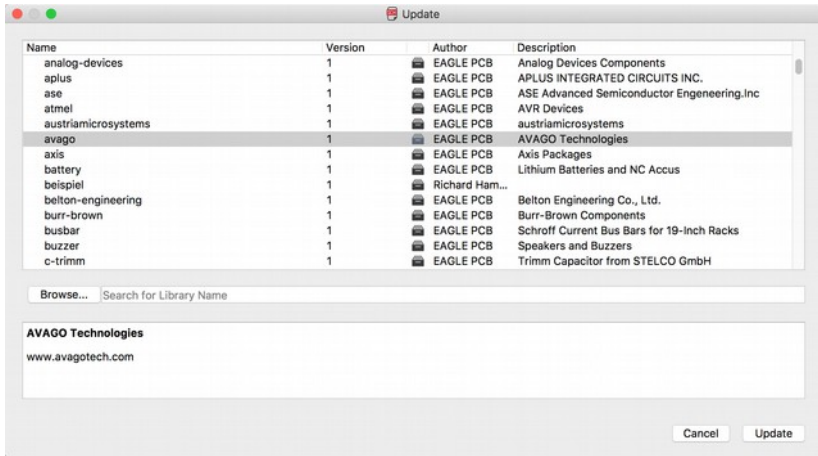 Update
Name Version Author Description
analog-devices 1 EAGLE PCB Analog Devices Components
aplus 1 EAGLE PCB APLUS INTEGRATED CIRCUITS INC.
ase 1 EAGLE PCB ASE Advanced Semiconductor Engeneering.Inc
atmel 1 EAGLE PCB AVR Devices
austriamicrosystems 1 EAGLE PCB austriamicrosystems
avago 1 EAGLE PCB AVAGO Technologies
axis 1 EAGLE PCB Axis Packages
battery 1 EAGLE PCB Lithium Batteries and NC Accus
beispiel 1 Richard Ham...
belton-engineering 1 EAGLE PCB Belton Engineering Co., Ltd.
burr-brown 1 EAGLE PCB Burr-Brown Components
busbar 1 EAGLE PCB Schroff Current Bus Bars for 19-Inch Racks
buzzer 1 EAGLE PCB Speakers and Buzzers
c-trimm 1 EAGLE PCB Trimm Capacitor from STELCO GmbH
Browse... Search for Library Name
AVAGO Technologies
www.avagotech.com
Cancel Update